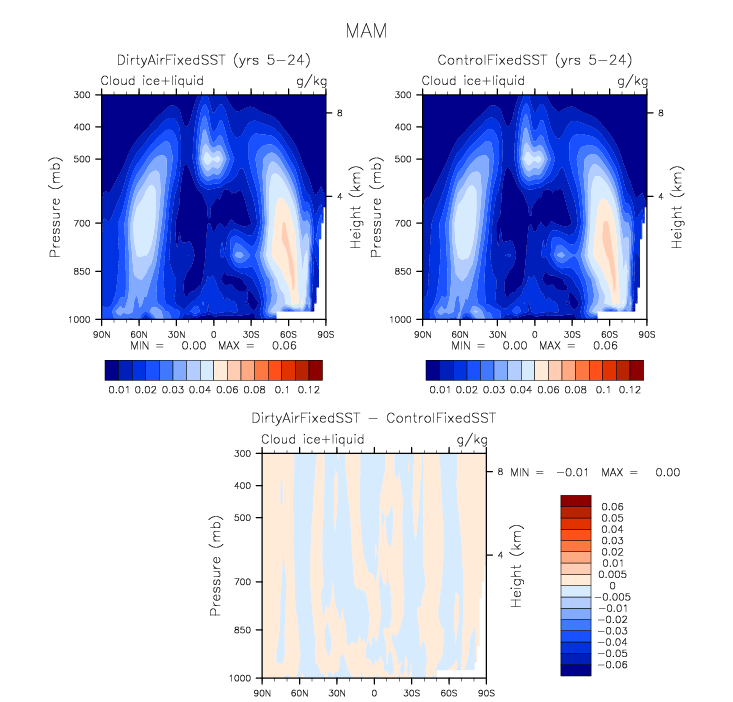 MAM
DirtyAirFixedSST (yrs 5−24)
Cloud ice+liquid g/kg
300
400
500
700
850
1000
Pressure (mb)
8
4
Height (km)
90N 60N 30N 0 30S 60S 90S
MIN = 0.00 MAX = 0.06
0.01 0.02 0.03 0.04 0.06 0.08 0.1 0.12
ControlFixedSST (yrs 5−24)
Cloud ice+liquid g/kg
300
400
500
700
850
1000
Pressure (mb)
8
4
Height (km)
90N 60N 30N 0 30S 60S 90S
MIN = 0.00 MAX = 0.06
0.01 0.02 0.03 0.04 0.06 0.08 0.1 0.12
DirtyAirFixedSST − ControlFixedSST
Cloud ice+liquid g/kg
300
400
500
700
850
1000
Pressure (mb)
8
4
Height (km)
90N 60N 30N 0 30S 60S 90S
MIN = −0.01 MAX = 0.00
0.06
0.05
0.04
0.03
0.02
0.01
0.005
0
−0.005
−0.01
−0.02
−0.03
−0.04
−0.05
−0.06